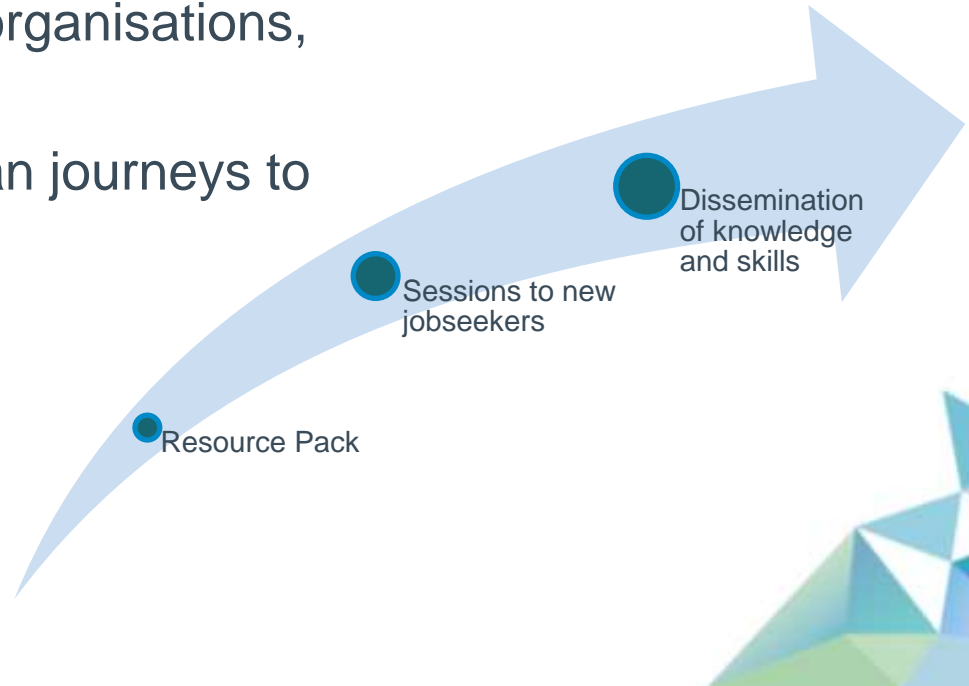 organisations,
an journeys to
Dissemination
of knowledge
and skills
Sessions to new
jobseekers
Resource Pack